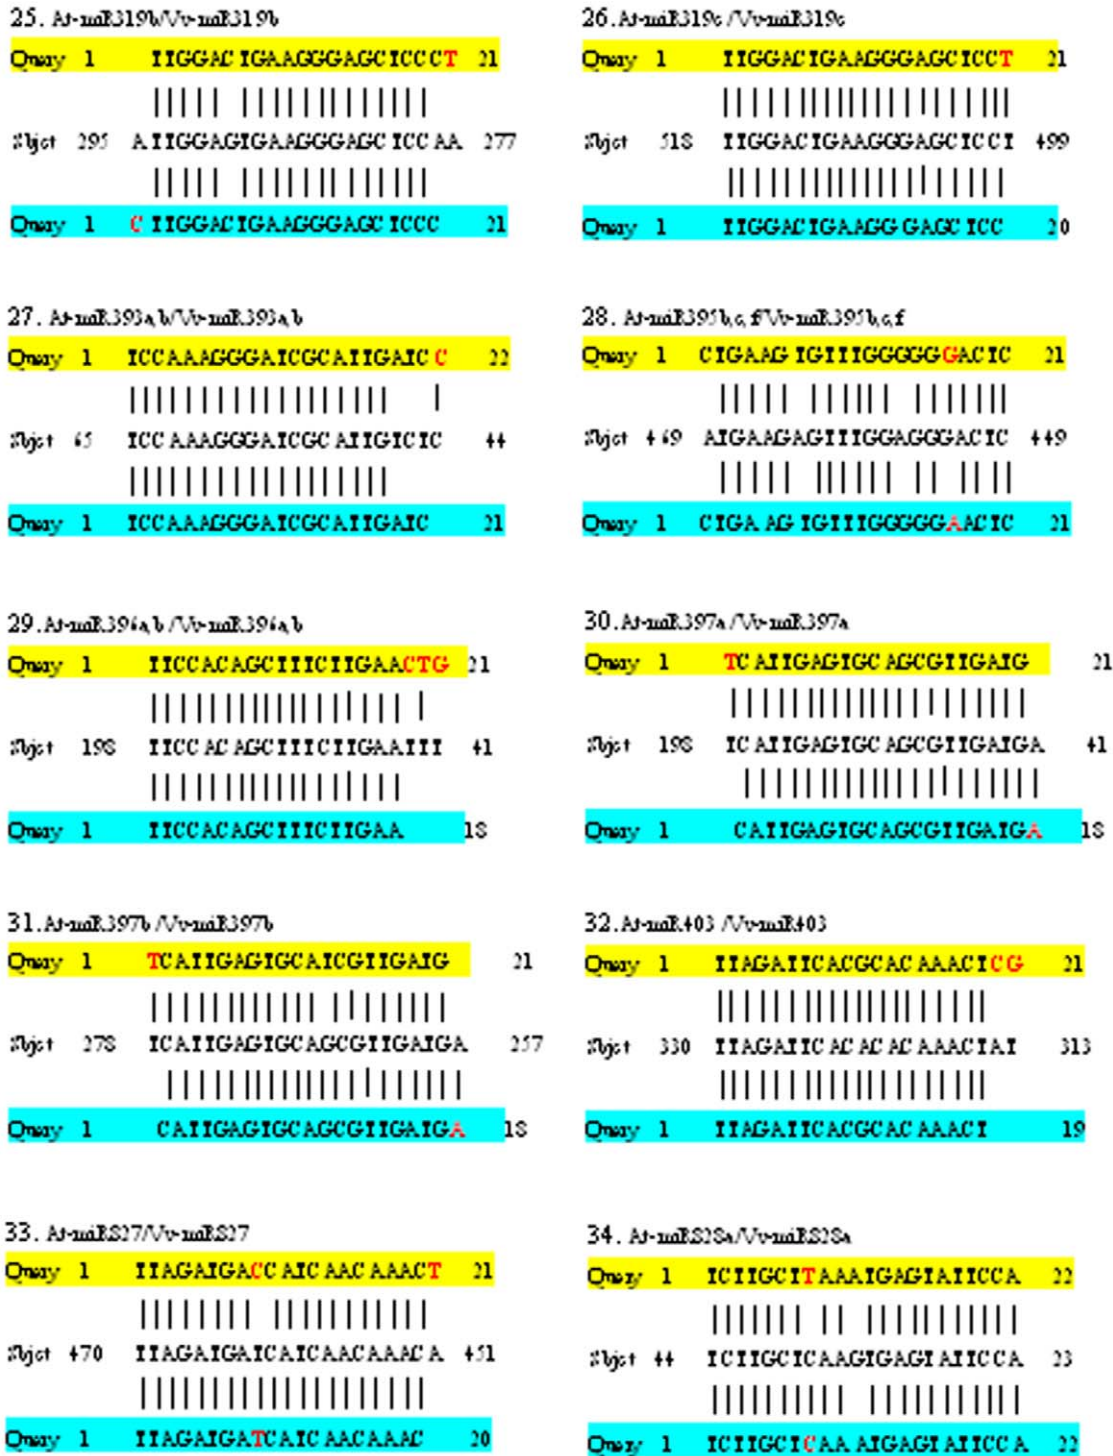 25. At-miR319b/Vv-miR319b
Query 1 TTGGACTGAAGGGAGCTCCCT 21
Sbjct 295 ATTGGAGTGAAGGGAGCTCCAA 277
Query 1 CTTGGACTGAAGGGAGCTCCC 21
26. At-miR319c/Vv-miR319c
Query 1 TTGGACTGAAGGGAGCTCCT 21
Sbjct 518 TTGGACTGAAGGGAGCTCCT 499
Query 1 TTGGACTGAAGGGAGCTCC 20
27. At-miR393a,b/Vv-miR393a,b
Query 1 TCCAAAGGGATCGCATTGATCC 22
Sbjct 65 TCCAAAGGGATCGCATTGTCTC 44
Query 1 TCCAAAGGGATCGCATTGATC 21
28. At-miR395b,c,f/Vv-miR395b,c,f
Query 1 CTGAAGTGTTTGGGGGGACTC 21
Sbjct 469 ATGAAGAGTTTGGAGGGACTC 449
Query 1 CTGAAGTGTTTGGGGGAACTC 21
29. At-miR396a,b/Vv-miR396a,b
Query 1 TTCCACAGCTTTCTTGAACTG 21
Sbjct 198 TTCCACAGCTTTCTTGAATTT 41
Query 1 TTCCACAGCTTTCTTGAA 18
30. At-miR397a/Vv-miR397a
Query 1 TCATTGAGTGCAGCGTTGATG 21
Sbjct 198 TCATTGAGTGCAGCGTTGATGA 41
Query 1 CATTGAGTGCAGCGTTGATGA 18
31. At-miR397b/Vv-miR397b
Query 1 TCATTGAGTGCATCGTTGATG 21
Sbjct 278 TCATTGAGTGCAGCGTTGATGA 257
Query 1 CATTGAGTGCAGCGTTGATGA 18
32. At-miR403/Vv-miR403
Query 1 TTAGATTCACGCACAAACTCG 21
Sbjct 330 TTAGATTCACACACAAACTAT 313
Query 1 TTAGATTCACGCACAAACT 19
33. At-miR827/Vv-miR827
Query 1 TTAGATGACCATCAACAAACT 21
Sbjct 470 TTAGATGATCATCAACAAACA 451
Query 1 TTAGATGATCATCAACAAAC 20
34. At-miR828a/Vv-miR828a
Query 1 TCTTGCTTAAATGAGTATTCCA 22
Sbjct 44 TCTTGCTCAAGTGAGTATTCCA 23
Query 1 TCTTGCTCAAATGAGTATTCCA 22